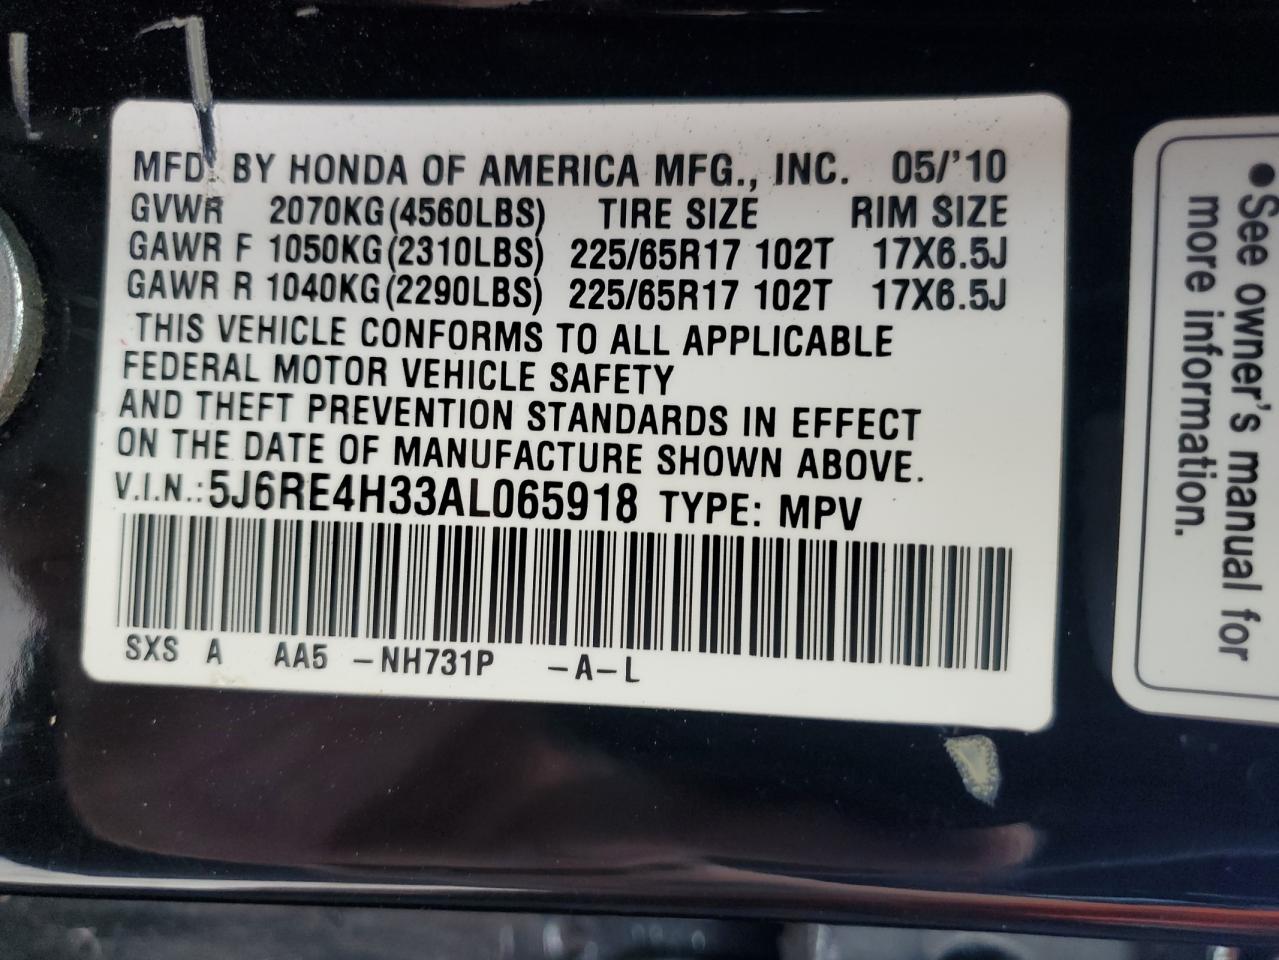 MFD. BY HONDA OF AMERICA MFG., INC. 05/'10
GVWR 2070KG(4560LBS) TIRE SIZE RIM SIZE
GAWR F 1050KG(2310LBS) 225/65R17 102T 17X6.5J
GAWR R 1040KG(2290LBS) 225/65R17 102T 17X6.5J
THIS VEHICLE CONFORMS TO ALL APPLICABLE
FEDERAL MOTOR VEHICLE SAFETY
AND THEFT PREVENTION STANDARDS IN EFFECT
ON THE DATE OF MANUFACTURE SHOWN ABOVE.
V.I.N.:5J6RE4H33AL065918 TYPE: MPV
SXS A AA5 -NH731P -A-L
●See owner's manual for
more information.